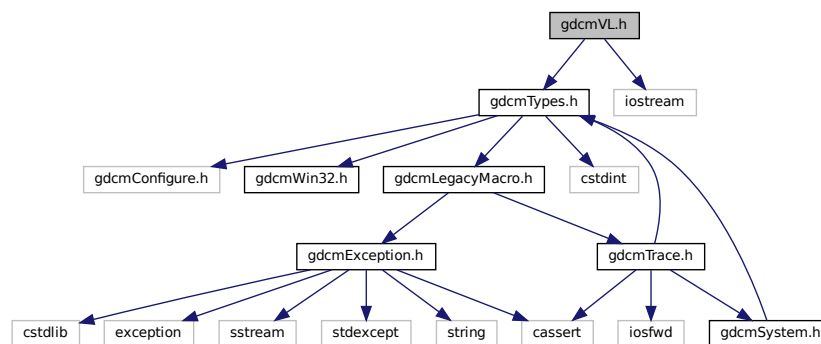 gdcmVL.h
gdcmTypes.h
iostream
gdcmConfigure.h
gdcmWin32.h
gdcmLegacyMacro.h
cstdint
gdcmException.h
gdcmTrace.h
cstdlib
exception
sstream
stdexcept
string
cassert
iosfwd
gdcmSystem.h